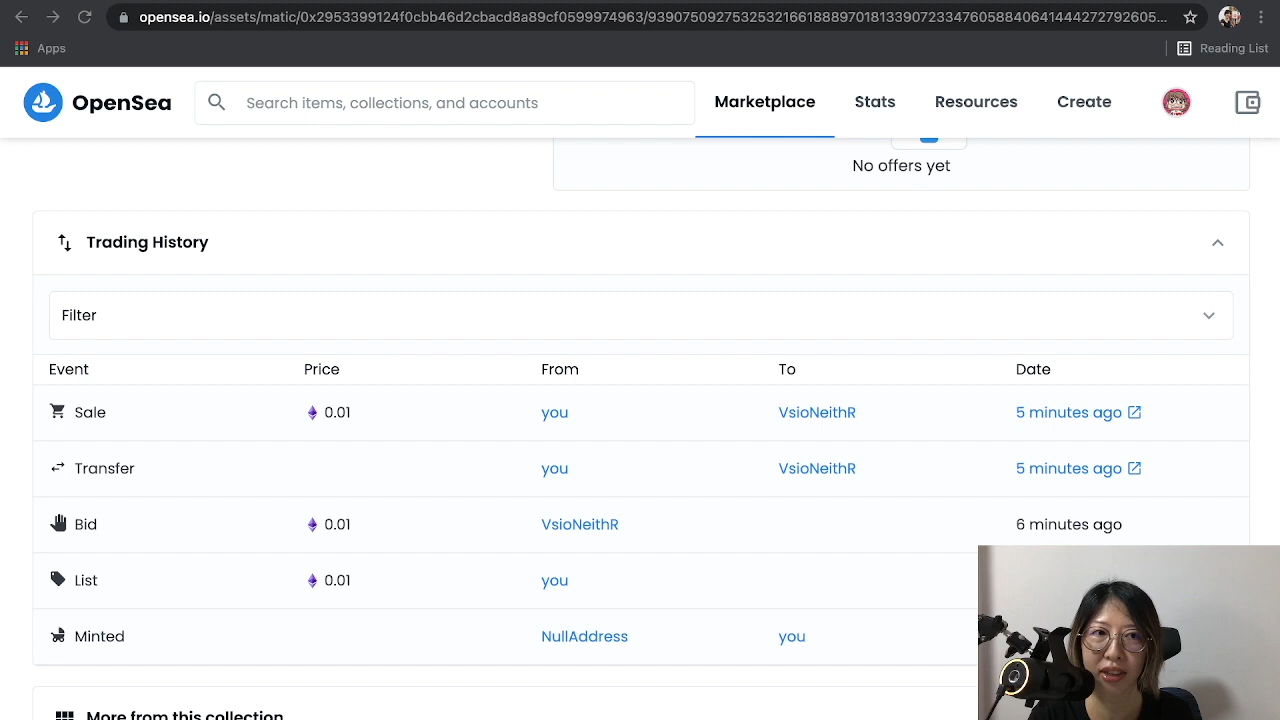 opensea.io/assets/matic/0x2953399124f0cbb46d2cbacd8a89cf0599974963/9390750927532532166188897018133907233476058840641444272792605...
Apps
Reading List
OpenSea
Search items, collections, and accounts
Marketplace Stats Resources Create
No offers yet
Trading History
Filter
Event Price From To Date
Sale 0.01 you VsioNeithR 5 minutes ago
Transfer you VsioNeithR 5 minutes ago
Bid 0.01 VsioNeithR 6 minutes ago
List 0.01 you
Minted NullAddress you
More from this collection